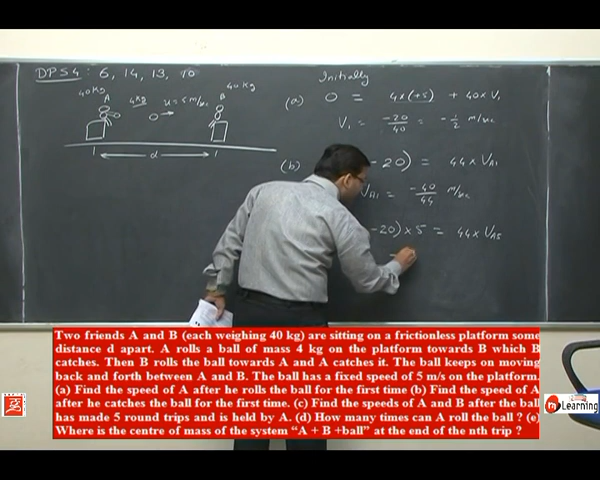 DPS4: 6, 14, 13, 10
40 Kg
A
4Kg
u = 5 m/sec
40 Kg
B
d
Initially
(a) 0 = 4×(+5) + 40×V1
V1 = -20/40 = -1/2 m/sec
(b) -20) = 44×VA1
VA1 = -40/44 m/sec
-20)×5 = 44×VA5
Two friends A and B (each weighing 40 kg) are sitting on a frictionless platform some
distance d apart. A rolls a ball of mass 4 kg on the platform towards B which B
catches. Then B rolls the ball towards A and A catches it. The ball keeps on moving
back and forth between A and B. The ball has a fixed speed of 5 m/s on the platform.
(a) Find the speed of A after he rolls the ball for the first time (b) Find the speed of A
after he catches the ball for the first time. (c) Find the speeds of A and B after the ball
has made 5 round trips and is held by A. (d) How many times can A roll the ball ? (e)
Where is the centre of mass of the system “A + B +ball” at the end of the nth trip ?
Learning